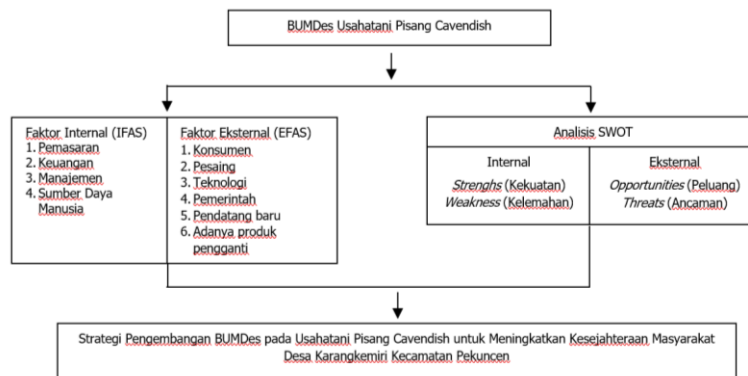 BUMDes Usahatani Pisang Cavendish
Faktor Internal (IFAS)
1. Pemasaran
2. Keuangan
3. Manajemen
4. Sumber Daya
Manusia
Faktor Eksternal (EFAS)
1. Konsumen
2. Pesaing
3. Teknologi
4. Pemerintah
5. Pendatang baru
6. Adanya produk
pengganti
Analisis SWOT
Internal
Strenghs (Kekuatan)
Weakness (Kelemahan)
Eksternal
Opportunities (Peluang)
Threats (Ancaman)
Strategi Pengembangan BUMDes pada Usahatani Pisang Cavendish untuk Meningkatkan Kesejahteraan Masyarakat
Desa Karangkemiri Kecamatan Pekuncen